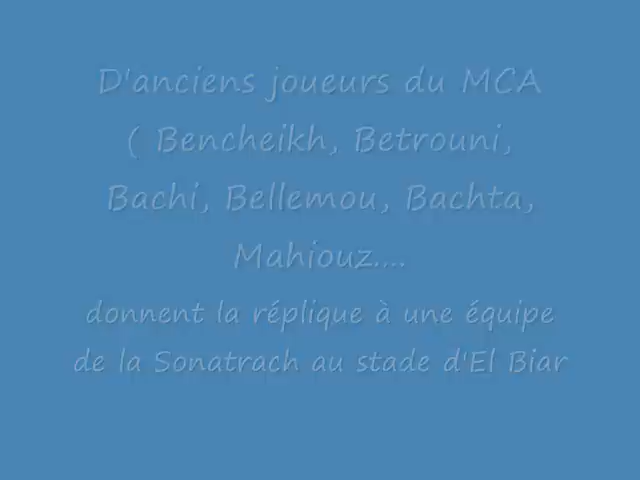 D'anciens joueurs du MCA
( Bencheikh, Betrouni,
Bachi, Bellemou, Bachta,
Mahiouz....
donnent la réplique à une équipe
de la Sonatrach au stade d'El Biar